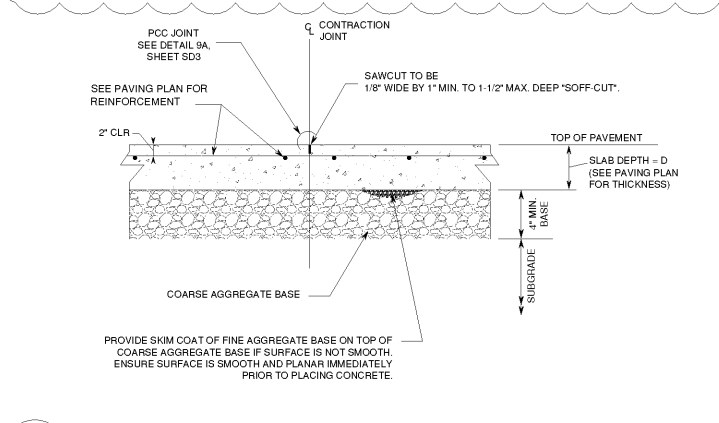 ℄ CONTRACTION
JOINT
PCC JOINT
SEE DETAIL 9A,
SHEET SD3
SAWCUT TO BE
1/8" WIDE BY 1" MIN. TO 1-1/2" MAX. DEEP "SOFF-CUT".
SEE PAVING PLAN FOR
REINFORCEMENT
2" CLR
TOP OF PAVEMENT
SLAB DEPTH = D
(SEE PAVING PLAN
FOR THICKNESS)
4" MIN.
BASE
SUBGRADE
COARSE AGGREGATE BASE
PROVIDE SKIM COAT OF FINE AGGREGATE BASE ON TOP OF
COARSE AGGREGATE BASE IF SURFACE IS NOT SMOOTH.
ENSURE SURFACE IS SMOOTH AND PLANAR IMMEDIATELY
PRIOR TO PLACING CONCRETE.